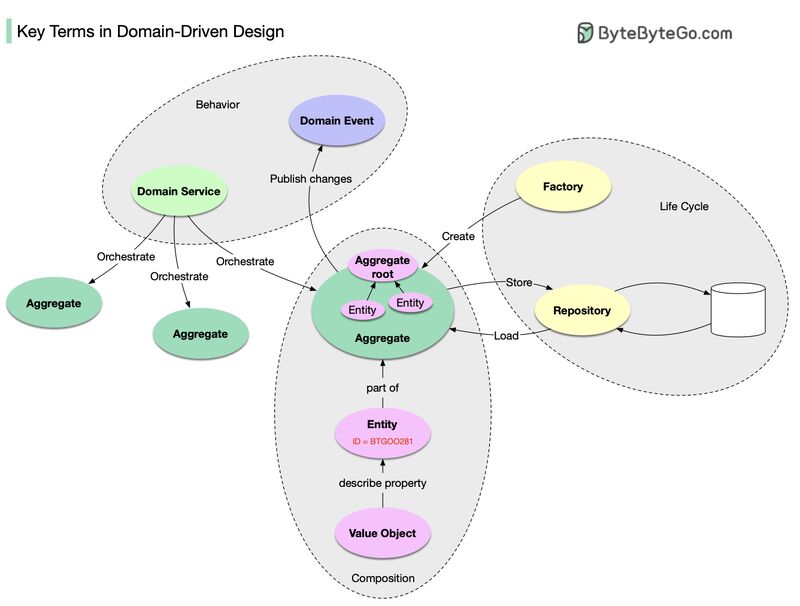 Key Terms in Domain-Driven Design
ByteByteGo.com
Behavior
Domain Event
Domain Service
Publish changes
Factory
Life Cycle
Create
Orchestrate
Orchestrate
Orchestrate
Aggregate
root
Entity
Entity
Aggregate
Store
Repository
Load
Aggregate
Aggregate
part of
Entity
ID = BTGOO281
describe property
Value Object
Composition